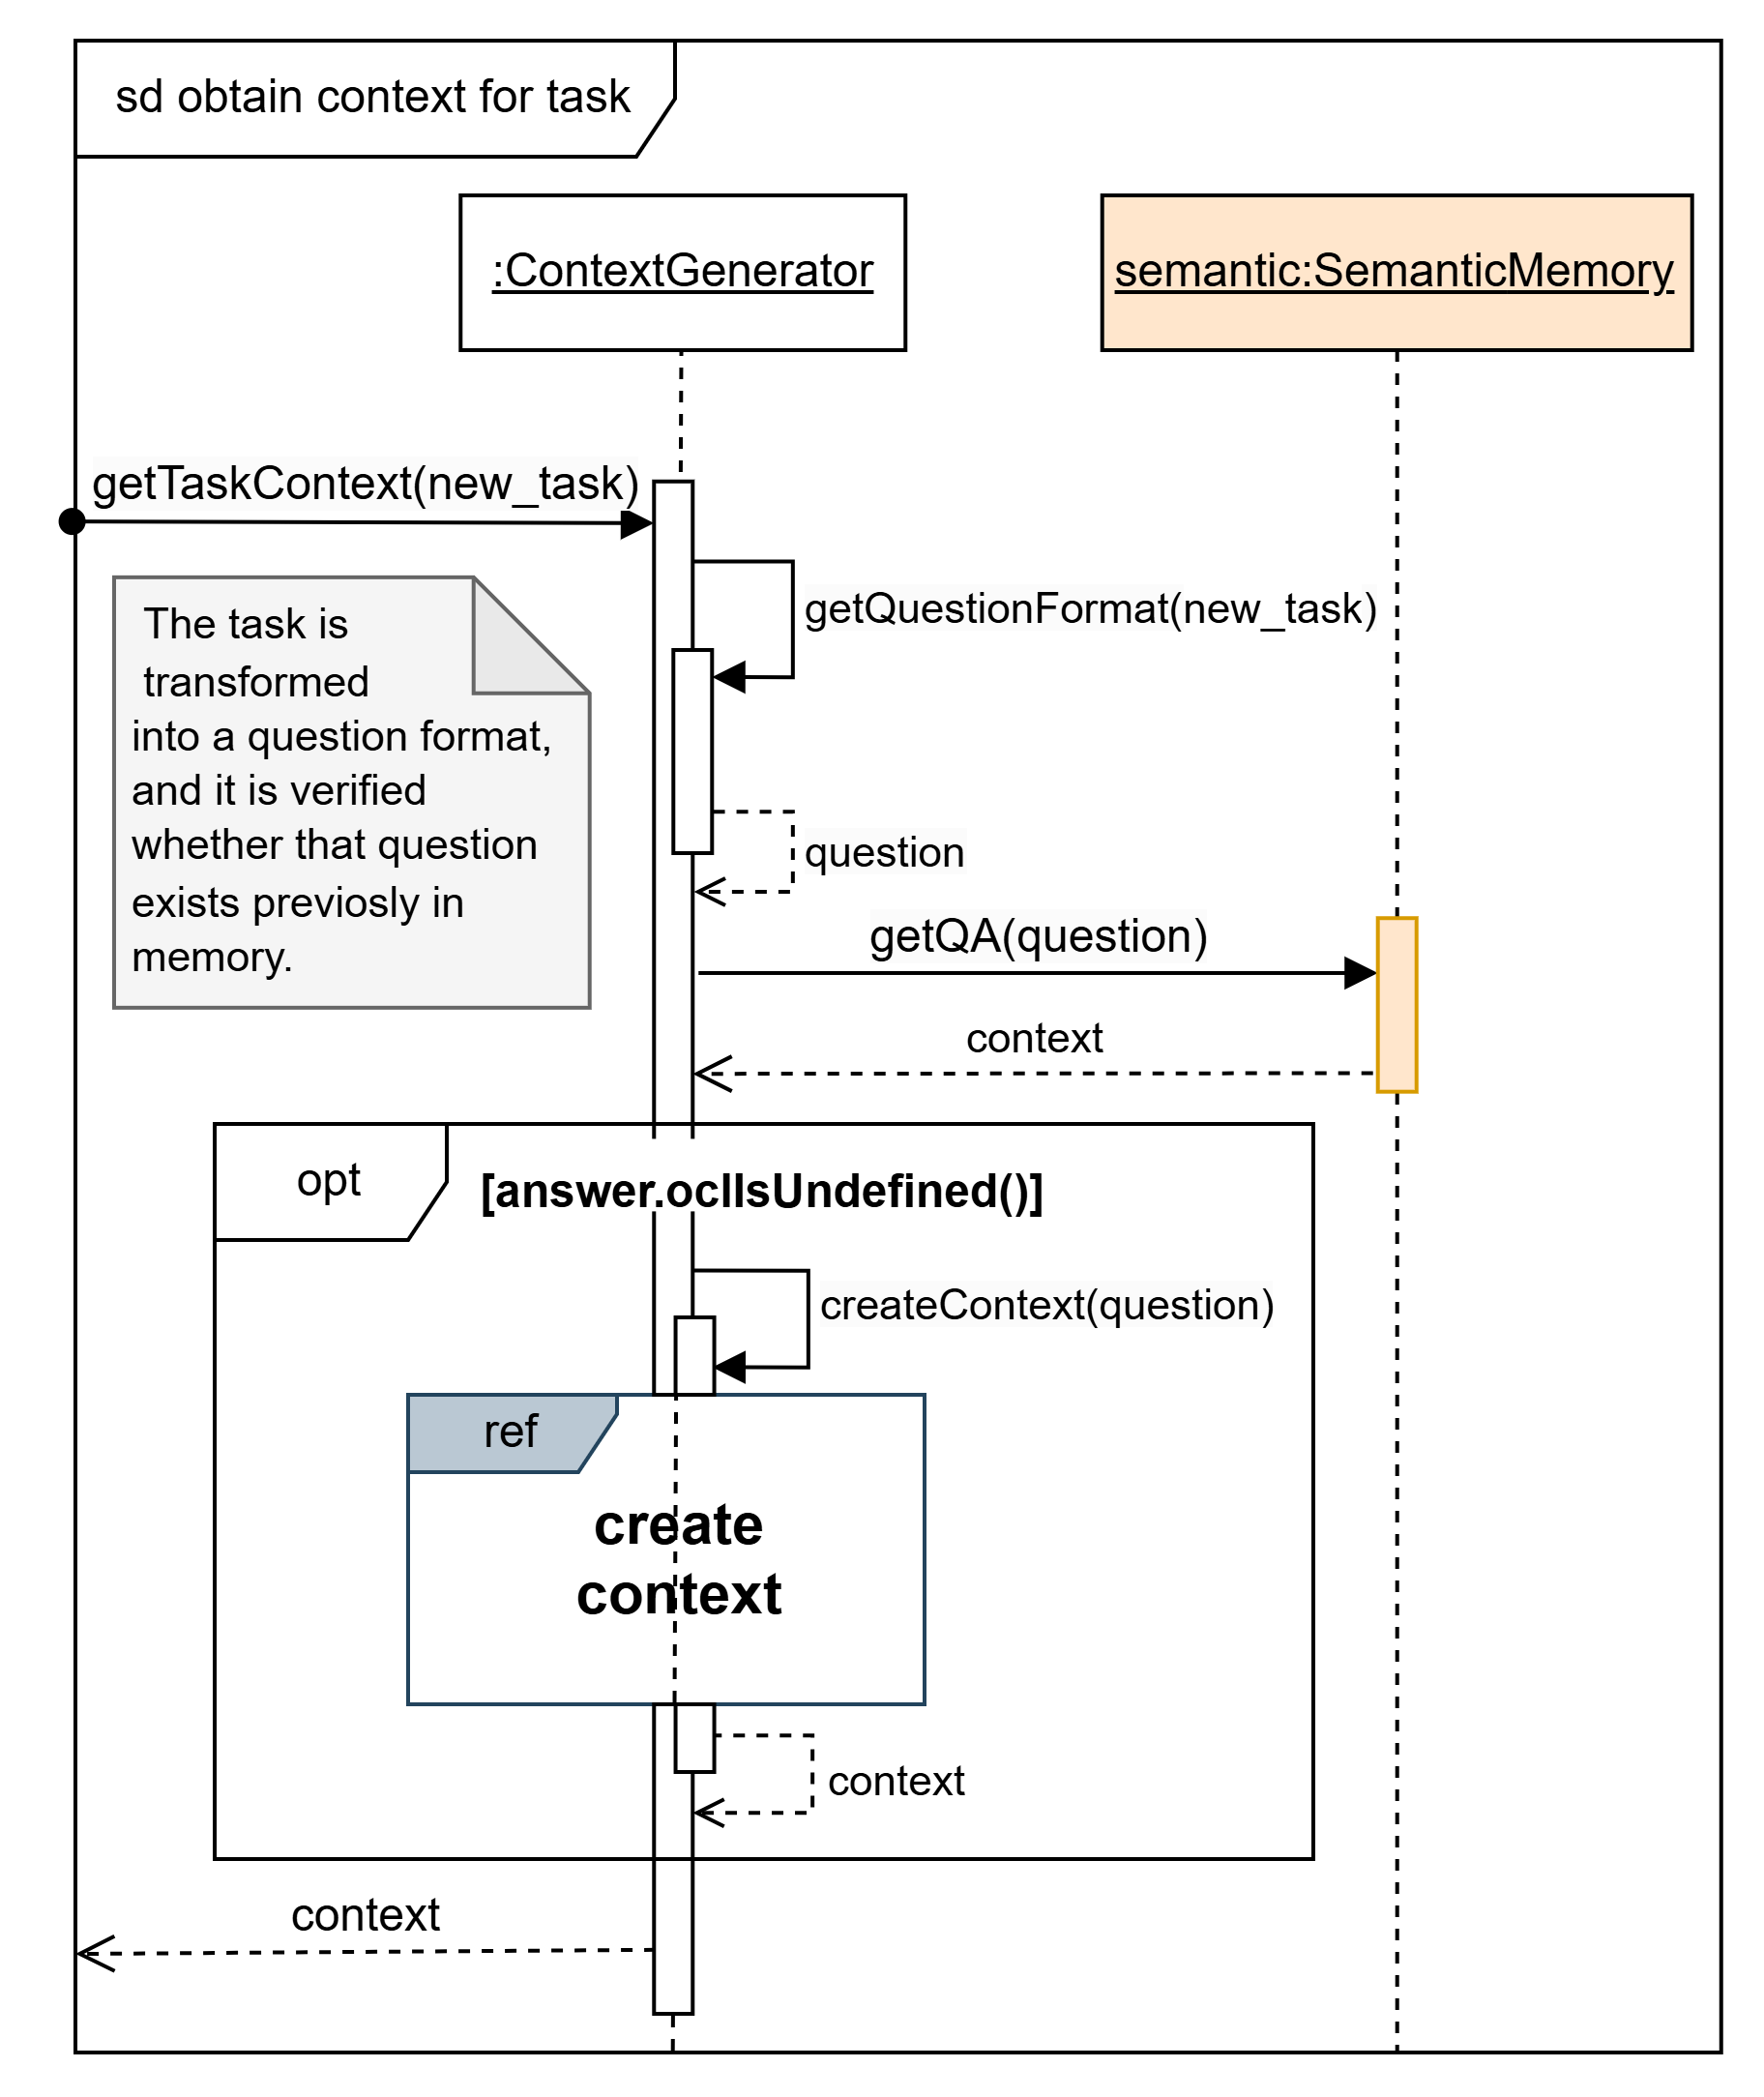 sd obtain context for task
:ContextGenerator
semantic:SemanticMemory
getTaskContext(new_task)
The task is
transformed
into a question format,
and it is verified
whether that question
exists previosly in
memory.
getQuestionFormat(new_task)
question
getQA(question)
context
opt
[answer.oclIsUndefined()]
createContext(question)
ref
create
context
context
context